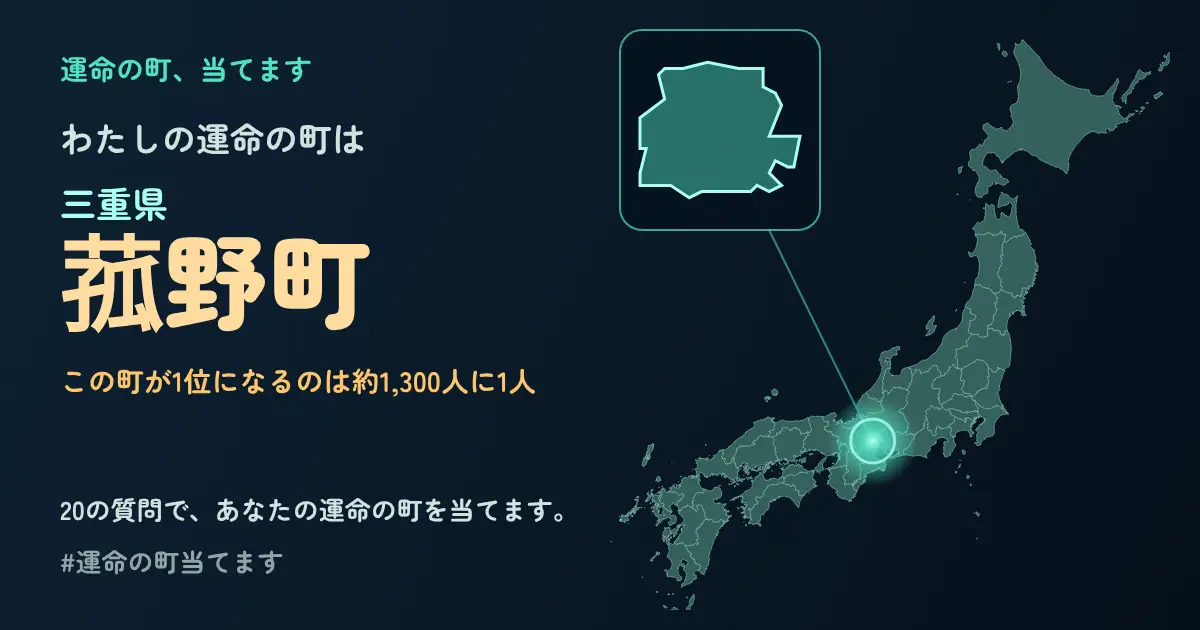 運命の町、当てます
わたしの運命の町は
三重県
菰野町
この町が1位になるのは約1,300人に1人
20の質問で、あなたの運命の町を当てます。
#運命の町当てます